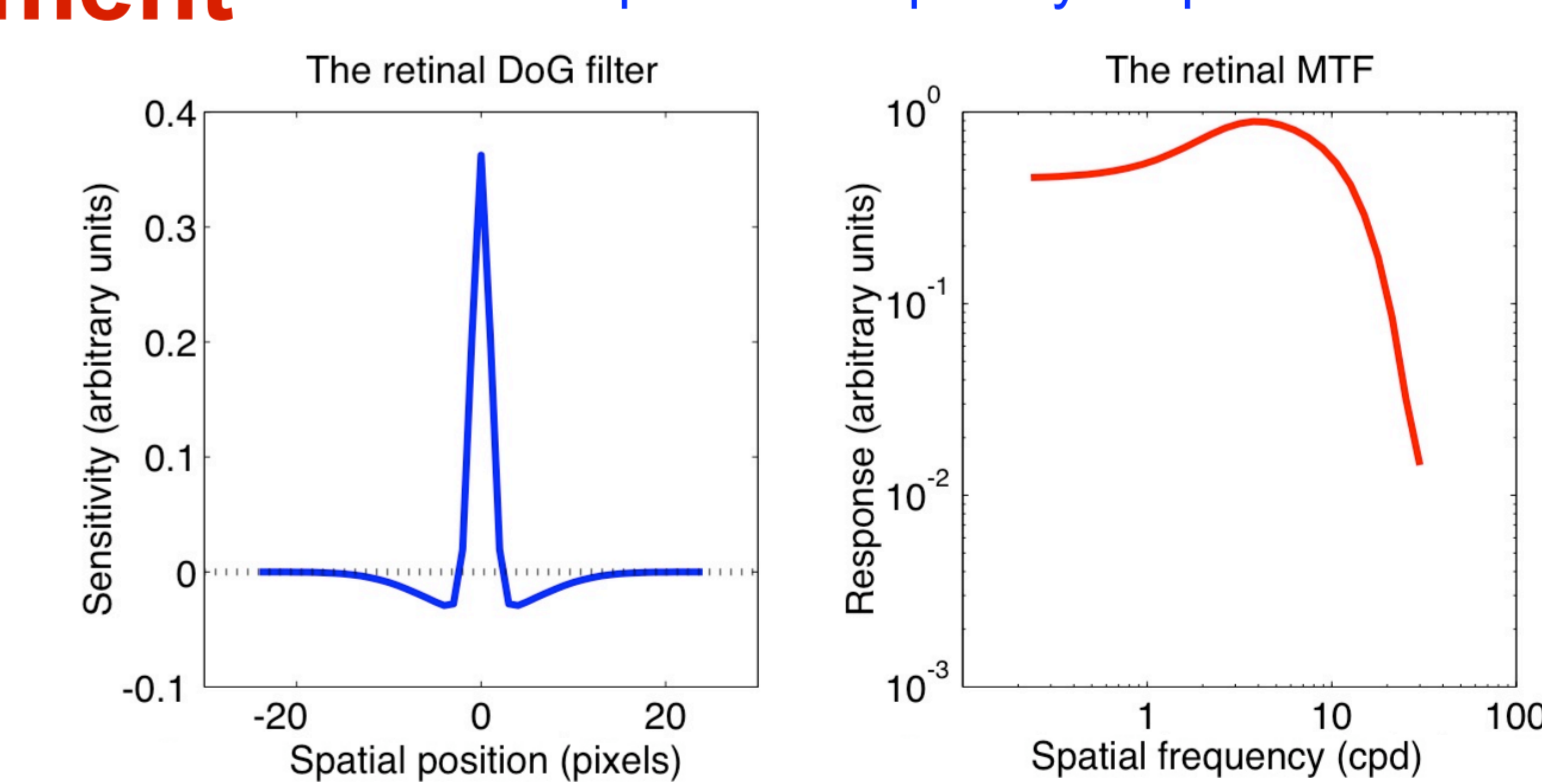 The retinal DoG filter
0.4
0.3
0.2
0.1
0
-0.1
Sensitivity (arbitrary units)
-20 0 20
Spatial position (pixels)
The retinal MTF
10^0
10^-1
10^-2
10^-3
Response (arbitrary units)
1 10 100
Spatial frequency (cpd)